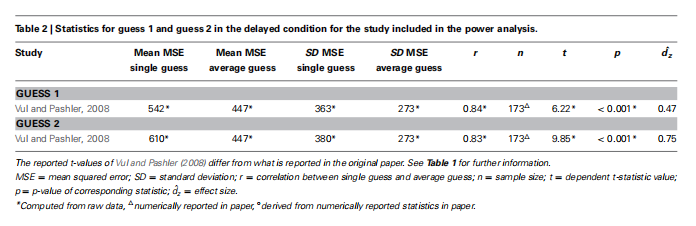 Table 2 | Statistics for guess 1 and guess 2 in the delayed condition for the study included in the power analysis.
Study Mean MSE single guess Mean MSE average guess SD MSE single guess SD MSE average guess r n t p d̂z
GUESS 1
Vul and Pashler, 2008 542* 447* 363* 273* 0.84* 173△ 6.22* < 0.001* 0.47
GUESS 2
Vul and Pashler, 2008 610* 447* 380* 273* 0.83* 173△ 9.85* < 0.001* 0.75
The reported t-values of Vul and Pashler (2008) differ from what is reported in the original paper. See Table 1 for further information.
MSE = mean squared error; SD = standard deviation; r = correlation between single guess and average guess; n = sample size; t = dependent t-statistic value;
p = p-value of corresponding statistic; d̂z = effect size.
*Computed from raw data, △numerically reported in paper, °derived from numerically reported statistics in paper.